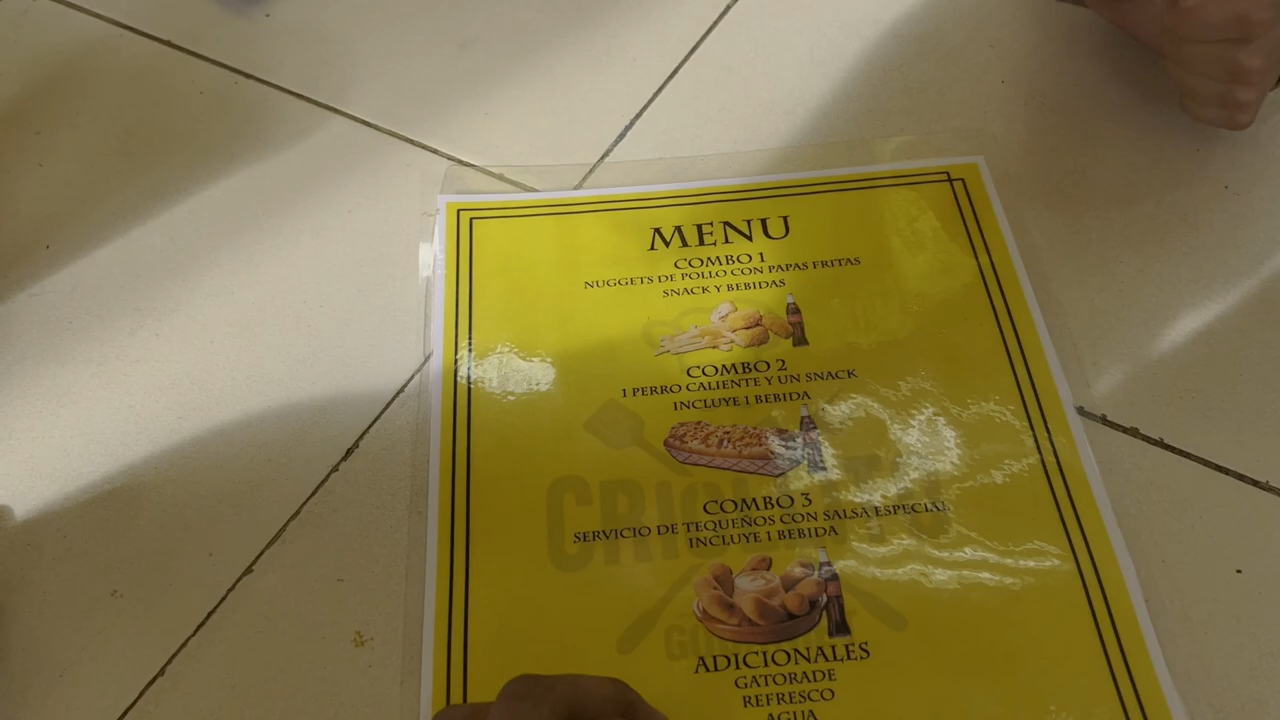 MENU
COMBO 1
NUGGETS DE POLLO CON PAPAS FRITAS
SNACK Y BEBIDAS
COMBO 2
1 PERRO CALIENTE Y UN SNACK
INCLUYE 1 BEBIDA
COMBO 3
SERVICIO DE TEQUEÑOS CON SALSA ESPECIAL
INCLUYE 1 BEBIDA
ADICIONALES
GATORADE
REFRESCO
AGUA